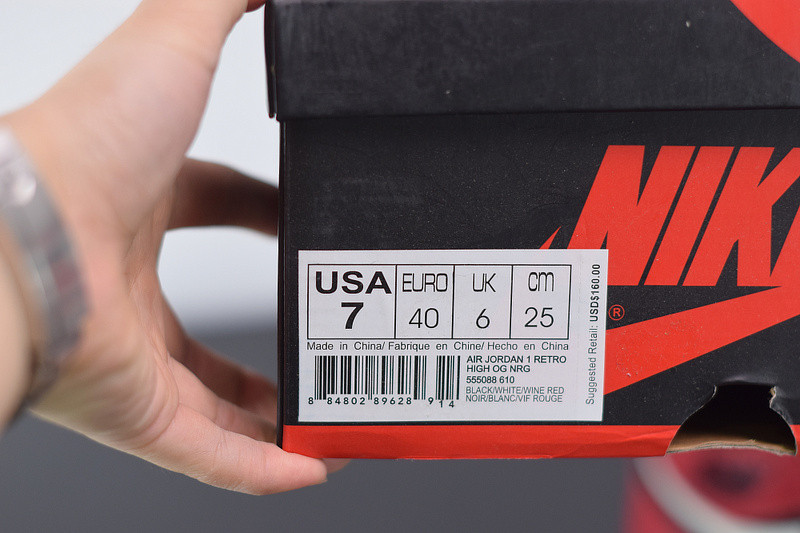 NIK
®
USA EURO UK cm
7 40 6 25
Made in China/ Fabrique en Chine/ Hecho en China
AIR JORDAN 1 RETRO
HIGH OG NRG
555088 610
BLACK/WHITE/WINE RED
NOIR/BLANC/VIF ROUGE
8 84802 89628 914
Suggested Retail: USD$160.00